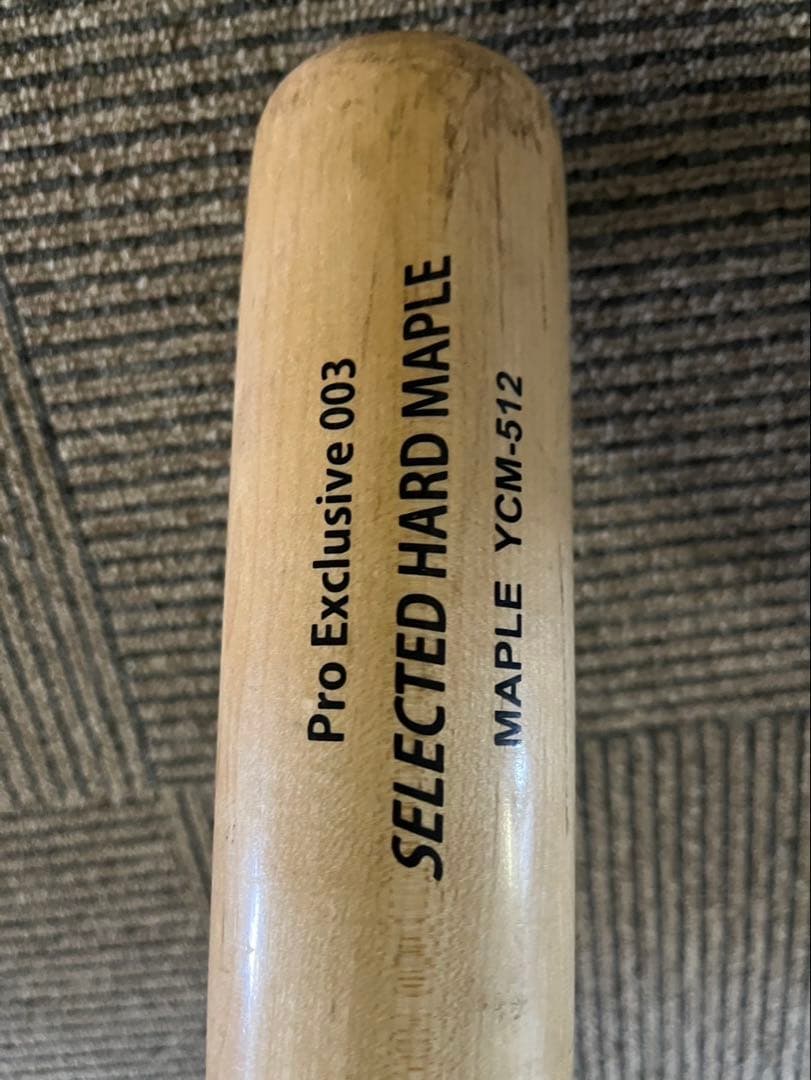 Pro Exclusive 003
SELECTED HARD MAPLE
MAPLE YCM-512